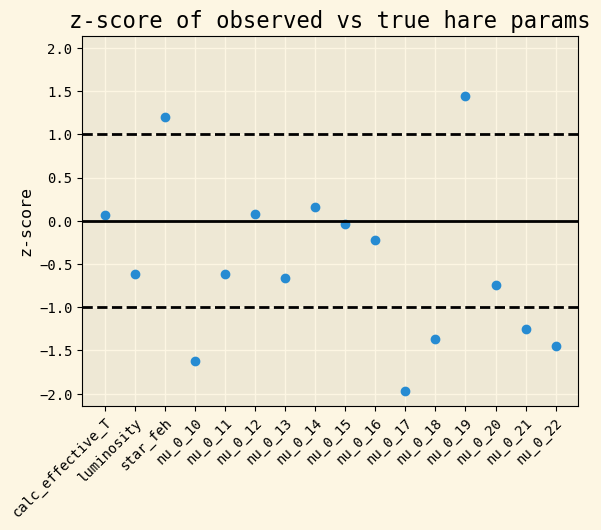 z-score of observed vs true hare params
z-score
2.0
1.5
1.0
0.5
0.0
−0.5
−1.0
−1.5
−2.0
calc_effective_T
luminosity
star_feh
nu_0_10
nu_0_11
nu_0_12
nu_0_13
nu_0_14
nu_0_15
nu_0_16
nu_0_17
nu_0_18
nu_0_19
nu_0_20
nu_0_21
nu_0_22